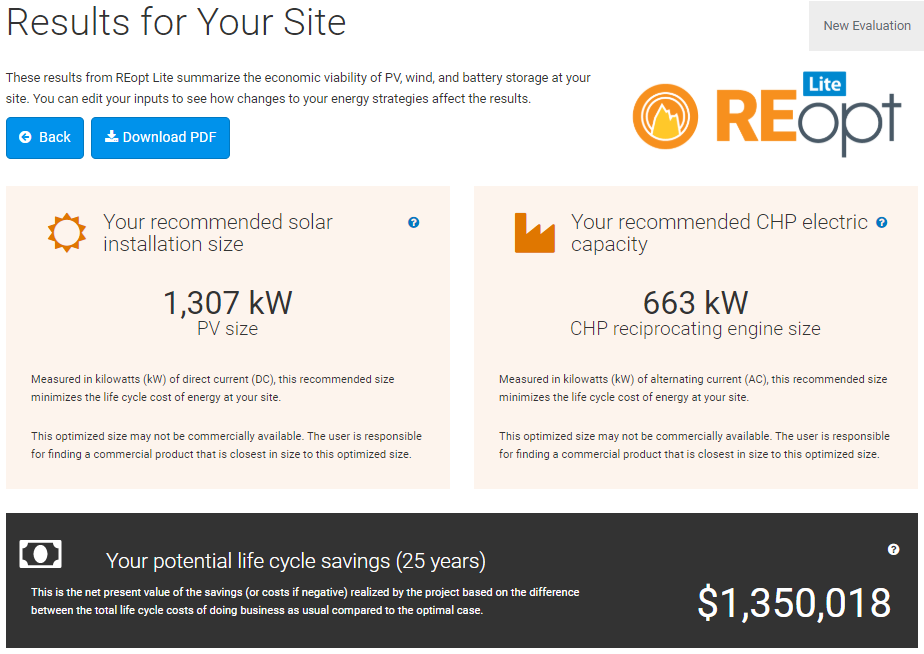 Results for Your Site
New Evaluation
These results from REopt Lite summarize the economic viability of PV, wind, and battery storage at your
site. You can edit your inputs to see how changes to your energy strategies affect the results.
Back
Download PDF
Lite
REopt
Your recommended solar
installation size
?
1,307 kW
PV size
Measured in kilowatts (kW) of direct current (DC), this recommended size
minimizes the life cycle cost of energy at your site.
This optimized size may not be commercially available. The user is responsible
for finding a commercial product that is closest in size to this optimized size.
Your recommended CHP electric
capacity
?
663 kW
CHP reciprocating engine size
Measured in kilowatts (kW) of alternating current (AC), this recommended size
minimizes the life cycle cost of energy at your site.
This optimized size may not be commercially available. The user is responsible
for finding a commercial product that is closest in size to this optimized size.
Your potential life cycle savings (25 years)
?
This is the net present value of the savings (or costs if negative) realized by the project based on the difference
between the total life cycle costs of doing business as usual compared to the optimal case.
$1,350,018